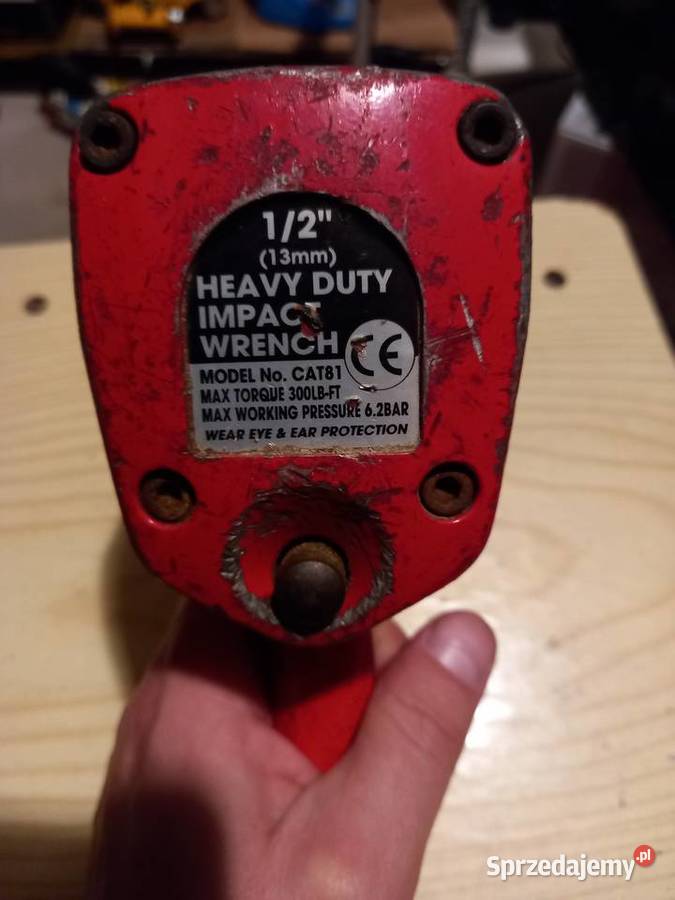 1/2"
(13mm)
HEAVY DUTY
IMPACT
WRENCH
CE
MODEL No. CAT81
MAX TORQUE 300LB-FT
MAX WORKING PRESSURE 6.2BAR
WEAR EYE & EAR PROTECTION
Sprzedajemy.pl